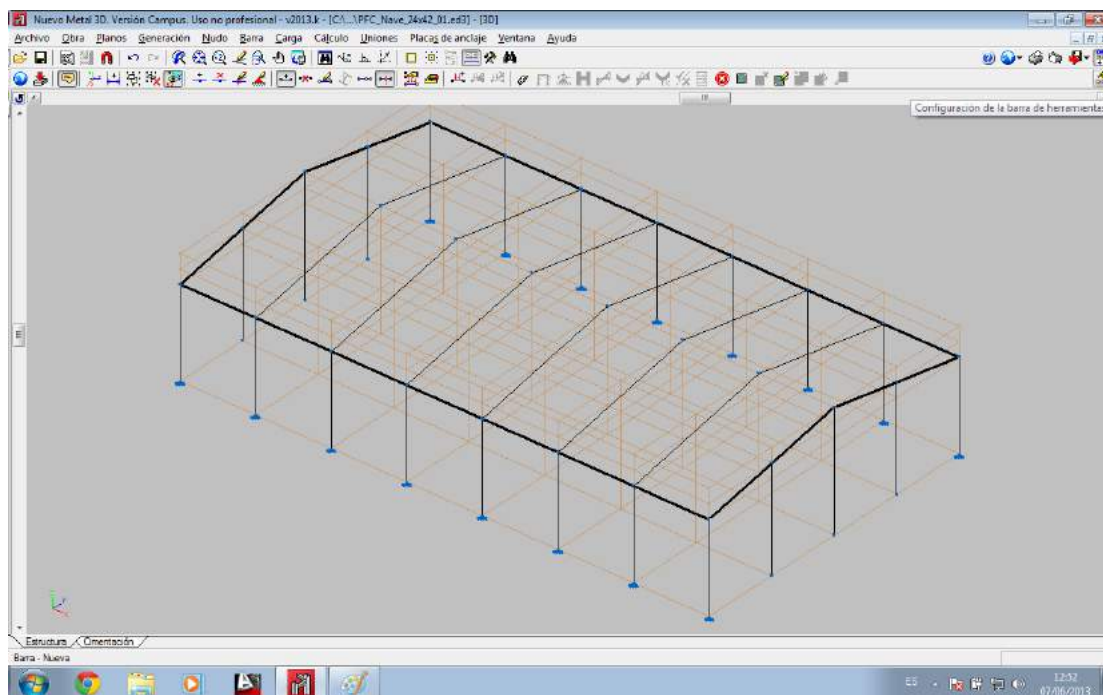 Nuevo Metal 3D. Versión Campus. Uso no profesional - v2013.k - [C:\...\PFC_Nave_24x42_01.ed3] - [3D]
Archivo Obra Planos Generación Nudo Barra Carga Cálculo Uniones Placas de anclaje Ventana Ayuda
Configuración de la barra de herramientas
Estructura Cimentación
Barra - Nueva
ES 12:52
07/06/2013